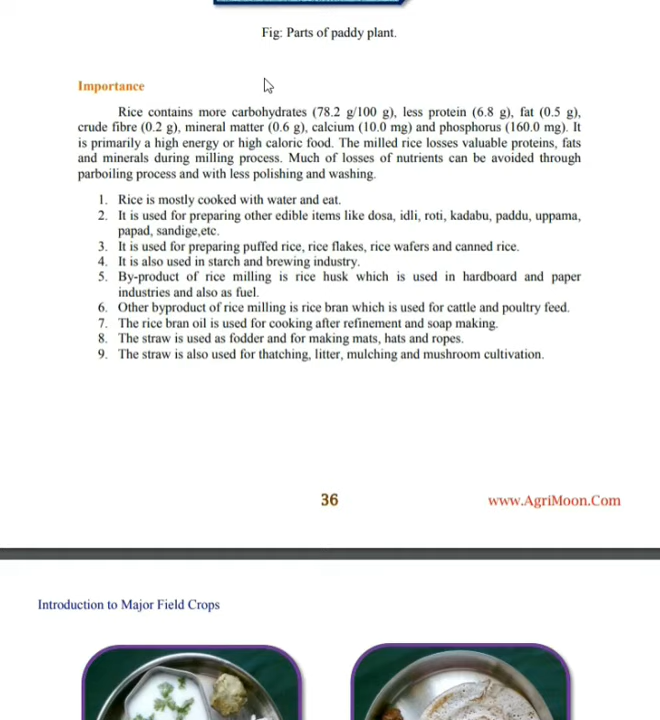 Fig: Parts of paddy plant.
Importance
Rice contains more carbohydrates (78.2 g/100 g), less protein (6.8 g), fat (0.5 g),
crude fibre (0.2 g), mineral matter (0.6 g), calcium (10.0 mg) and phosphorus (160.0 mg). It
is primarily a high energy or high caloric food. The milled rice losses valuable proteins, fats
and minerals during milling process. Much of losses of nutrients can be avoided through
parboiling process and with less polishing and washing.
1. Rice is mostly cooked with water and eat.
2. It is used for preparing other edible items like dosa, idli, roti, kadabu, paddu, uppama,
papad, sandige,etc.
3. It is used for preparing puffed rice, rice flakes, rice wafers and canned rice.
4. It is also used in starch and brewing industry.
5. By-product of rice milling is rice husk which is used in hardboard and paper
industries and also as fuel.
6. Other byproduct of rice milling is rice bran which is used for cattle and poultry feed.
7. The rice bran oil is used for cooking after refinement and soap making.
8. The straw is used as fodder and for making mats, hats and ropes.
9. The straw is also used for thatching, litter, mulching and mushroom cultivation.
36
www.AgriMoon.Com
Introduction to Major Field Crops